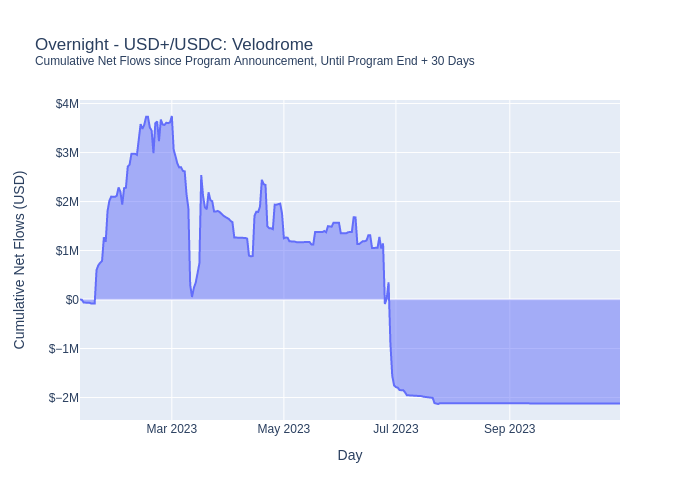 Overnight - USD+/USDC: Velodrome
Cumulative Net Flows since Program Announcement, Until Program End + 30 Days
Cumulative Net Flows (USD)
$4M
$3M
$2M
$1M
$0
$−1M
$−2M
Mar 2023
May 2023
Jul 2023
Sep 2023
Day